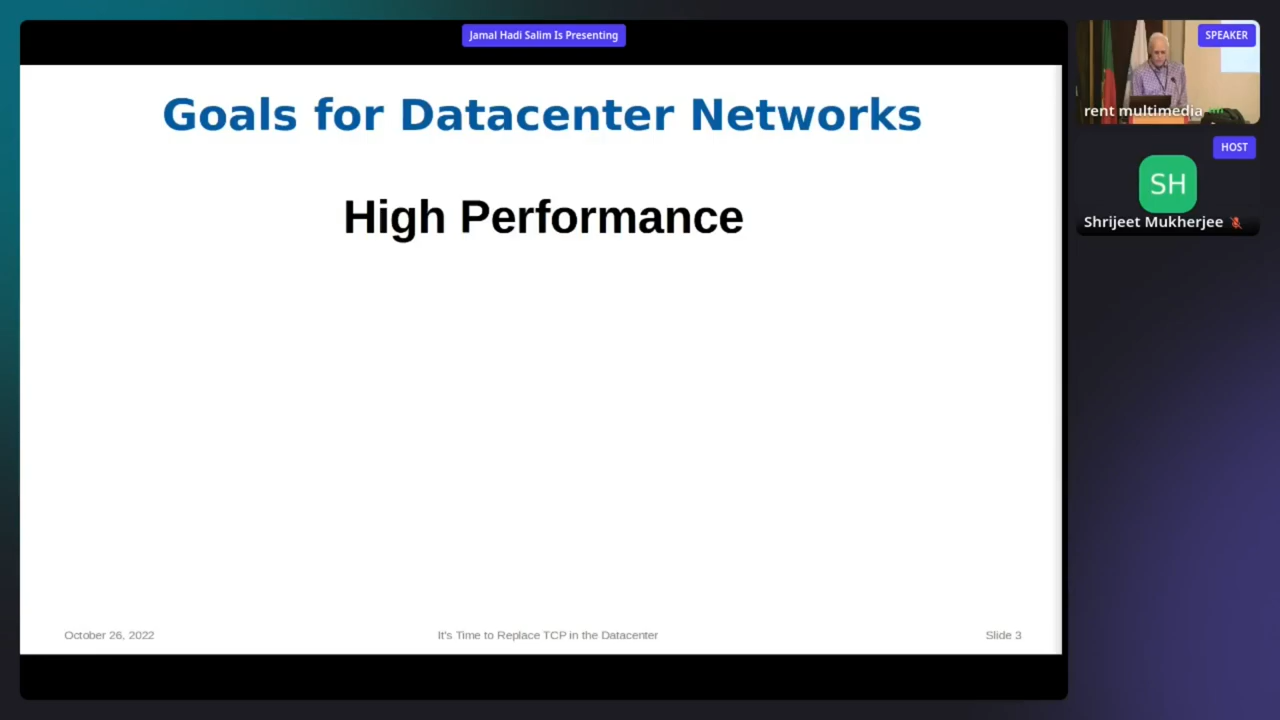 Jamal Hadi Salim Is Presenting
SPEAKER
rent multimedia
HOST
SH
Shrijeet Mukherjee
Goals for Datacenter Networks
High Performance
October 26, 2022
It's Time to Replace TCP in the Datacenter
Slide 3